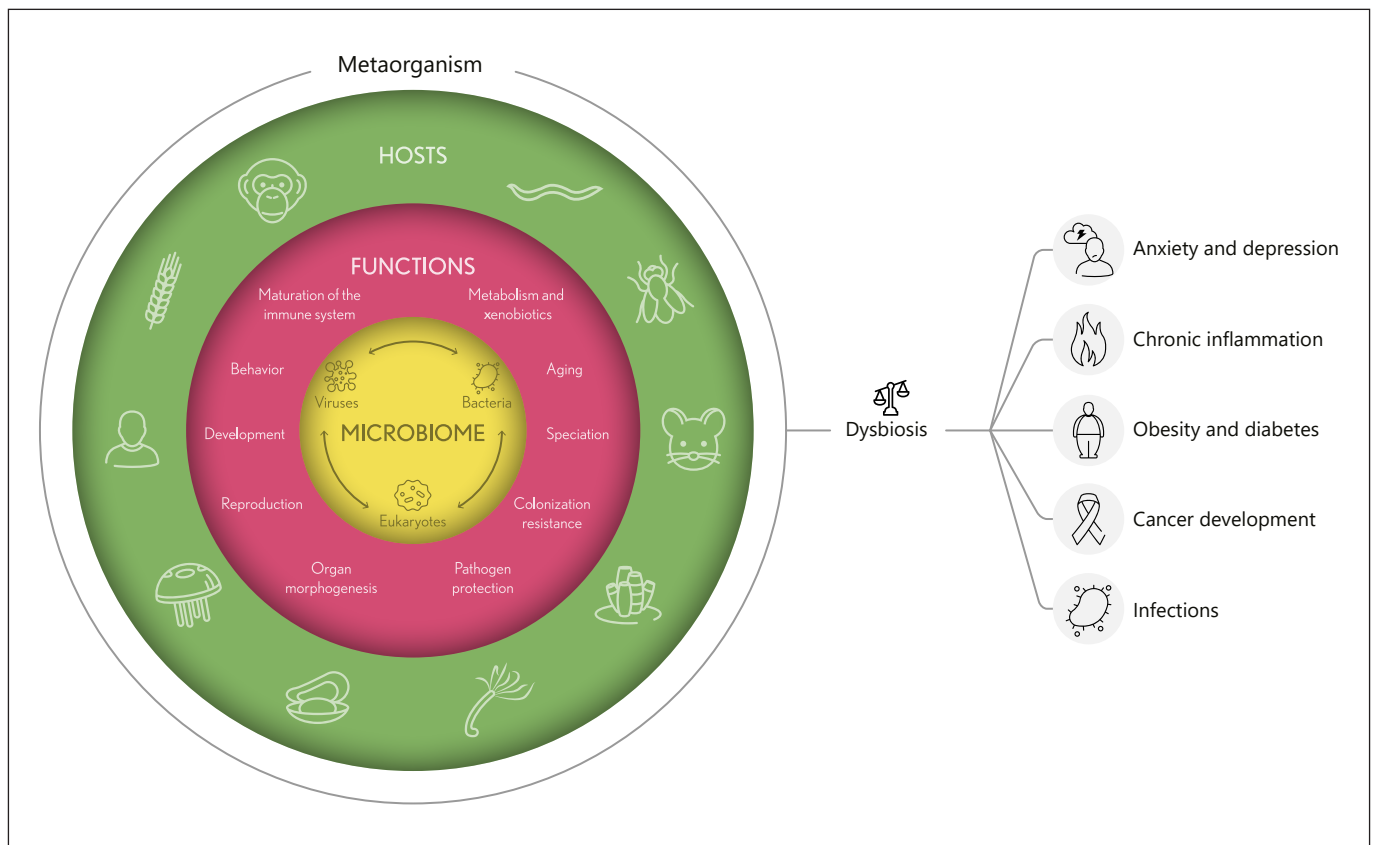 Metaorganism
HOSTS
FUNCTIONS
Maturation of the
immune system
Metabolism and
xenobiotics
Behavior
Aging
Viruses
Bacteria
Development
MICROBIOME
Speciation
Reproduction
Colonization
resistance
Eukaryotes
Organ
morphogenesis
Pathogen
protection
Dysbiosis
Anxiety and depression
Chronic inflammation
Obesity and diabetes
Cancer development
Infections